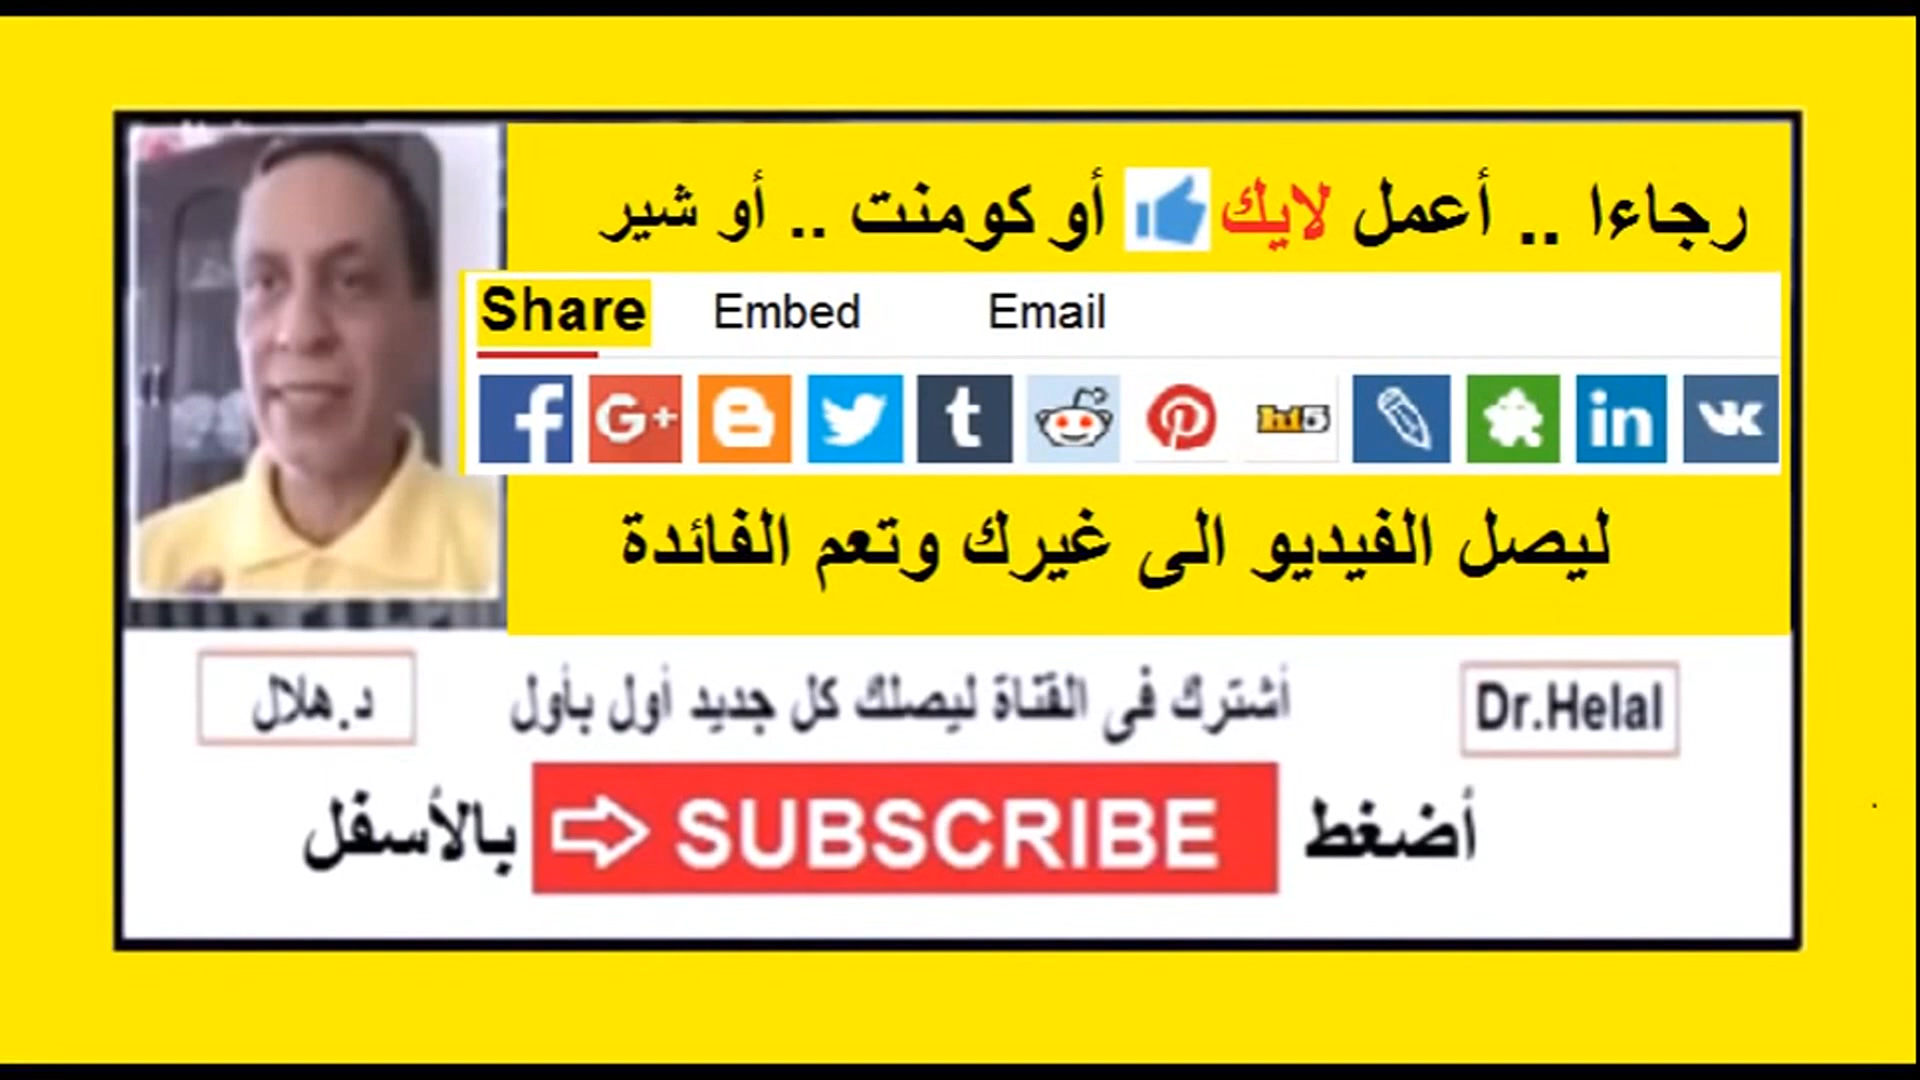 رجاءا .. أعمل لايك أو كومنت .. أو شير
Share Embed Email
f G+ B t hi5 in VK
ليصل الفيديو الى غيرك وتعم الفائدة
د.هلال أشترك فى القناة ليصلك كل جديد أول بأول Dr.Helal
أضغط SUBSCRIBE بالأسفل